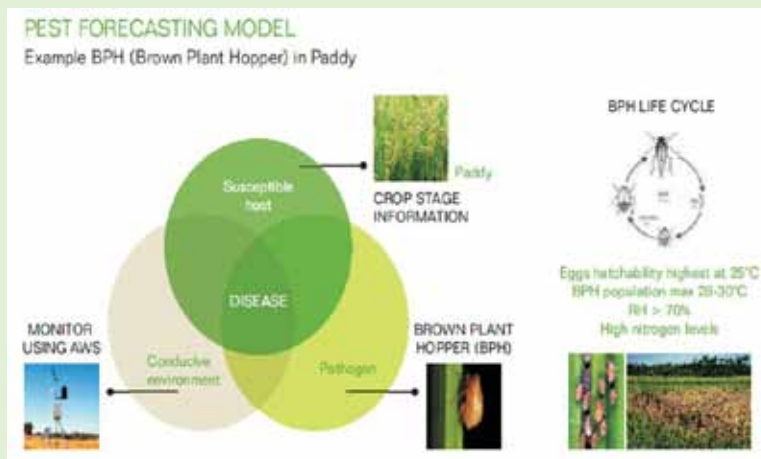 PEST FORECASTING MODEL
Example BPH (Brown Plant Hopper) in Paddy
Susceptible
host
Paddy
CROP STAGE
INFORMATION
DISEASE
MONITOR
USING AWS
Conducive
environment
Pathogen
BROWN PLANT
HOPPER (BPH)
BPH LIFE CYCLE
Eggs hatchability highest at 25°C
BPH population max 28-30°C
RH > 70%
High nitrogen levels